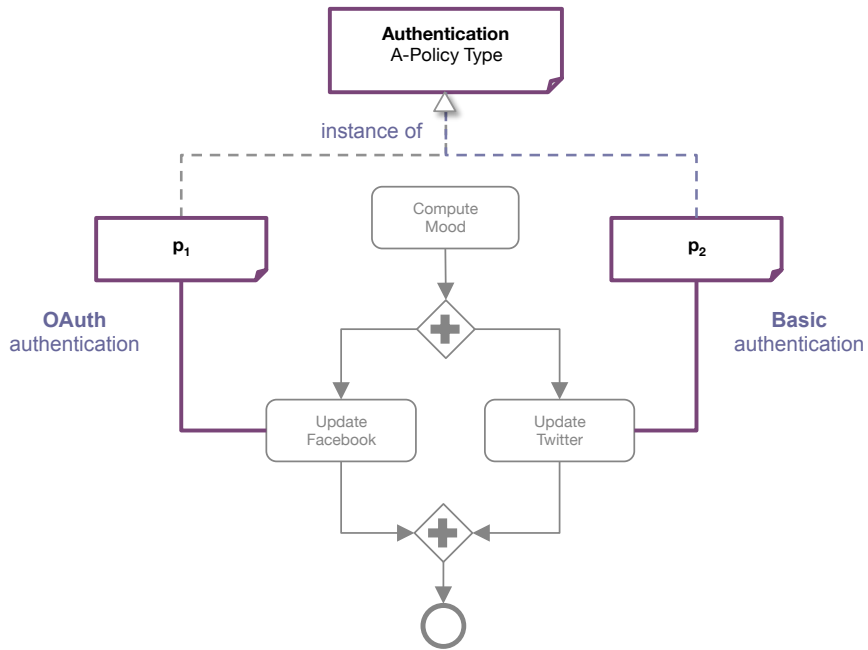 Authentication
A-Policy Type
instance of
Compute
Mood
p₁
p₂
OAuth
authentication
Basic
authentication
Update
Facebook
Update
Twitter